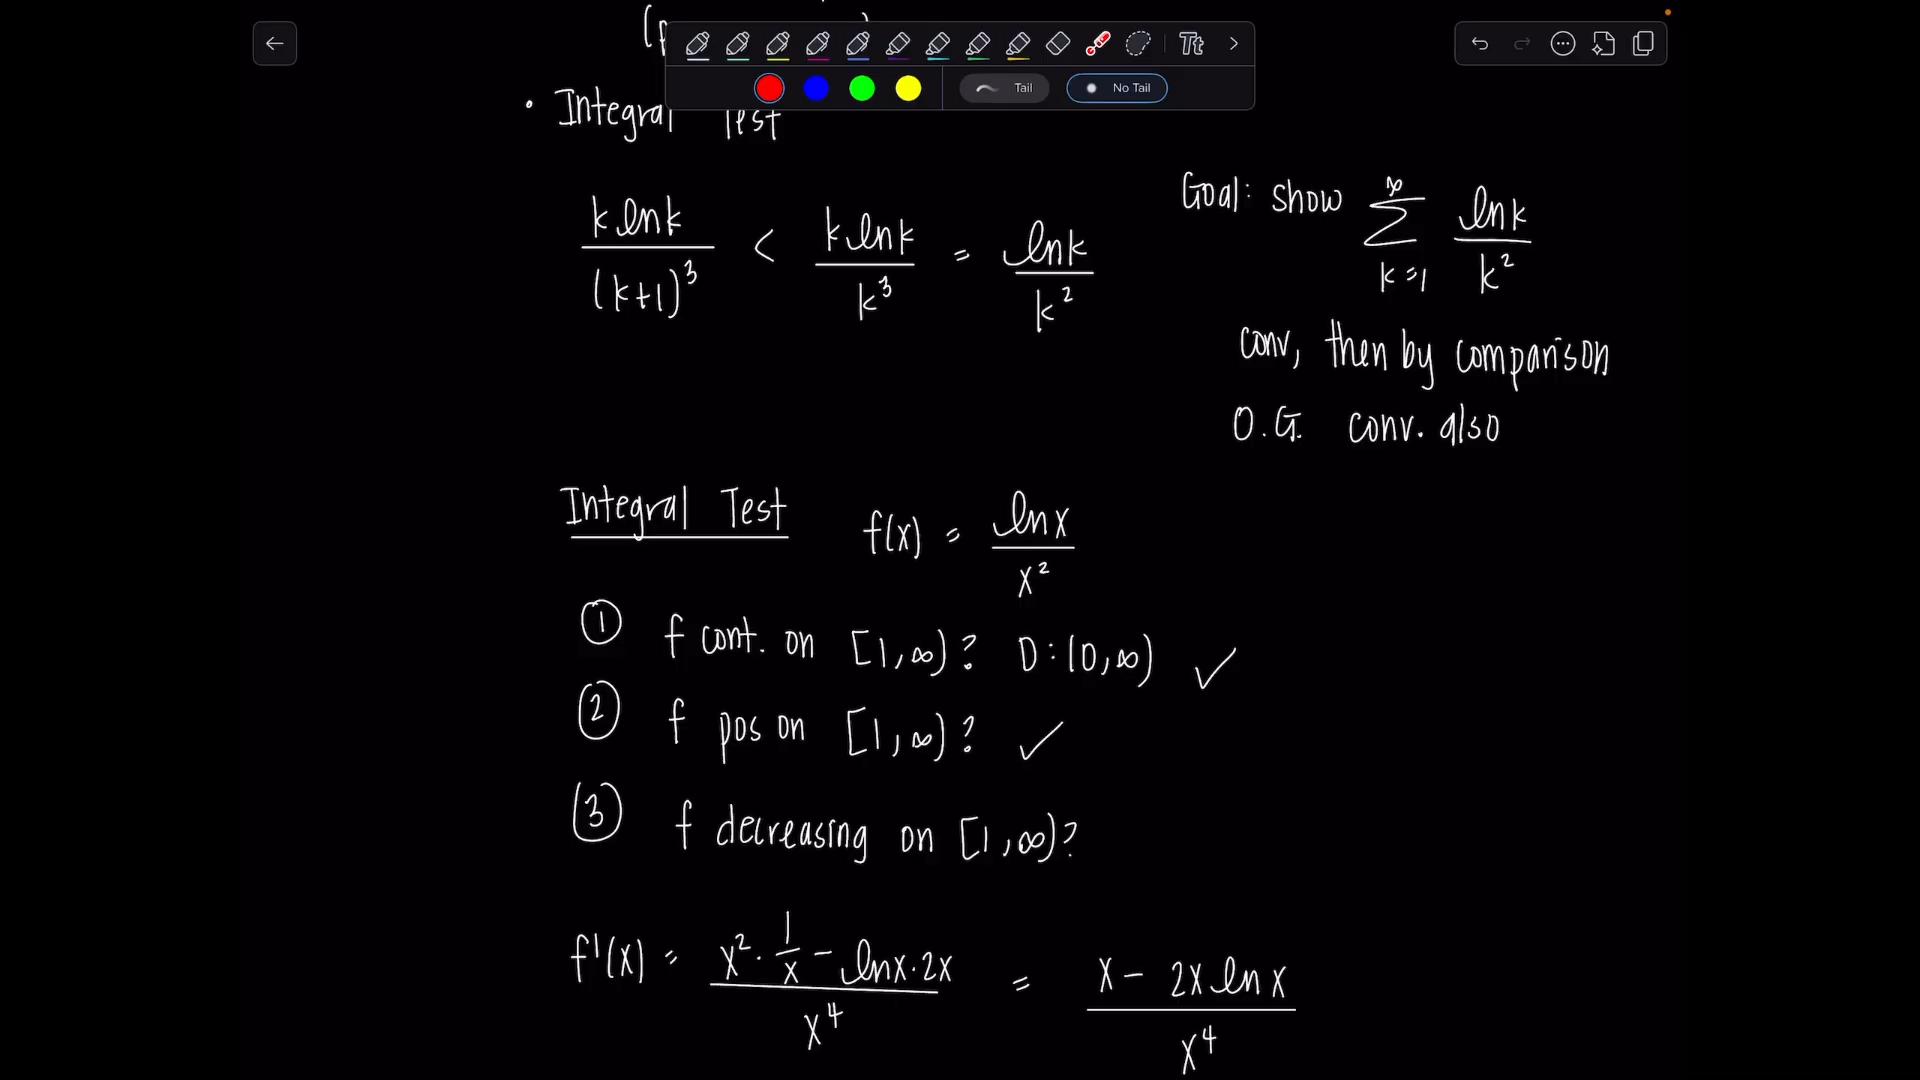 Tt
Tail
No Tail
• Integral Test
k ln k / (k+1)³ < k ln k / k³ = ln k / k²
Goal: show ∑_{k=1}^{∞} ln k / k²
conv, then by comparison
O.G. conv. also
Integral Test f(x) = ln x / x²
① f cont. on [1,∞)? D:(0,∞) ✓
② f pos on [1,∞)? ✓
③ f decreasing on [1,∞)?
f'(x) = (x² · 1/x − ln x · 2x) / x⁴ = (x − 2x ln x) / x⁴